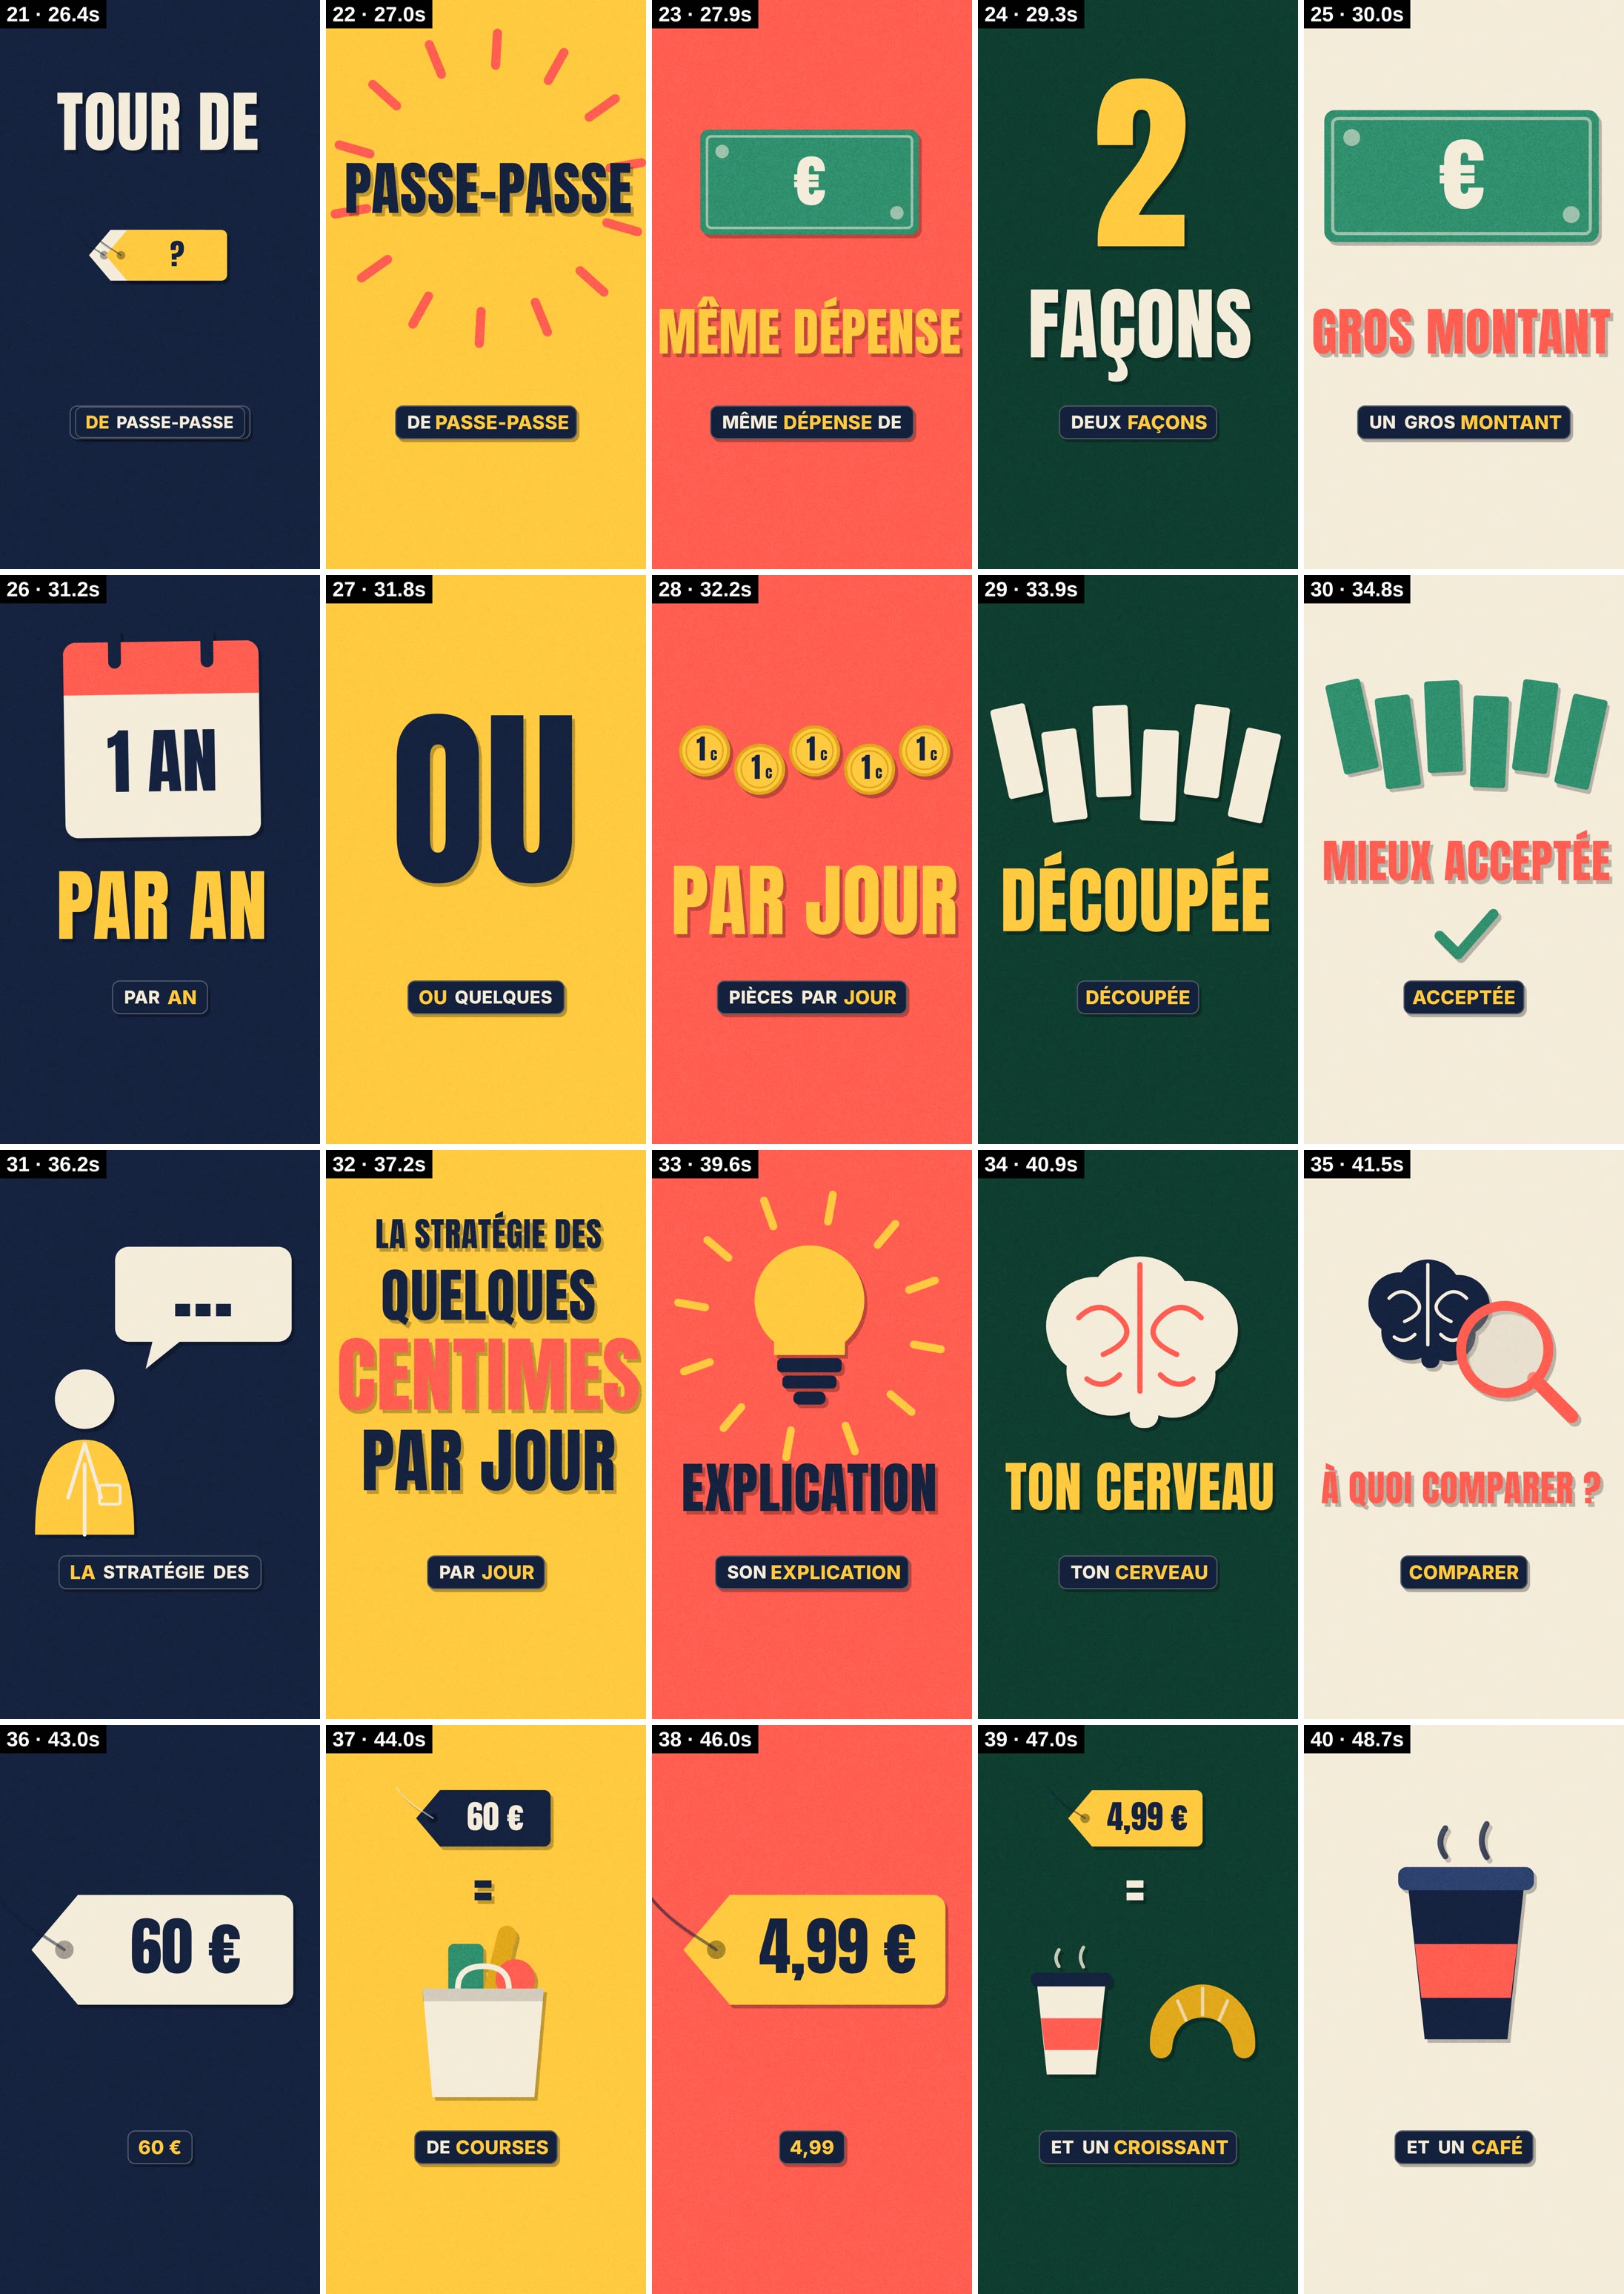 21 · 26.4s
TOUR DE
?
DE PASSE-PASSE
22 · 27.0s
PASSE-PASSE
DE PASSE-PASSE
23 · 27.9s
€
MÊME DÉPENSE
MÊME DÉPENSE DE
24 · 29.3s
2
FAÇONS
DEUX FAÇONS
25 · 30.0s
€
GROS MONTANT
UN GROS MONTANT
26 · 31.2s
1 AN
PAR AN
PAR AN
27 · 31.8s
OU
OU QUELQUES
28 · 32.2s
1c 1c 1c 1c 1c
PAR JOUR
PIÈCES PAR JOUR
29 · 33.9s
DÉCOUPÉE
DÉCOUPÉE
30 · 34.8s
MIEUX ACCEPTÉE
ACCEPTÉE
31 · 36.2s
...
LA STRATÉGIE DES
32 · 37.2s
LA STRATÉGIE DES
QUELQUES
CENTIMES
PAR JOUR
PAR JOUR
33 · 39.6s
EXPLICATION
SON EXPLICATION
34 · 40.9s
TON CERVEAU
TON CERVEAU
35 · 41.5s
À QUOI COMPARER ?
COMPARER
36 · 43.0s
60 €
60 €
37 · 44.0s
60 €
=
DE COURSES
38 · 46.0s
4,99 €
4,99
39 · 47.0s
4,99 €
=
ET UN CROISSANT
40 · 48.7s
ET UN CAFÉ